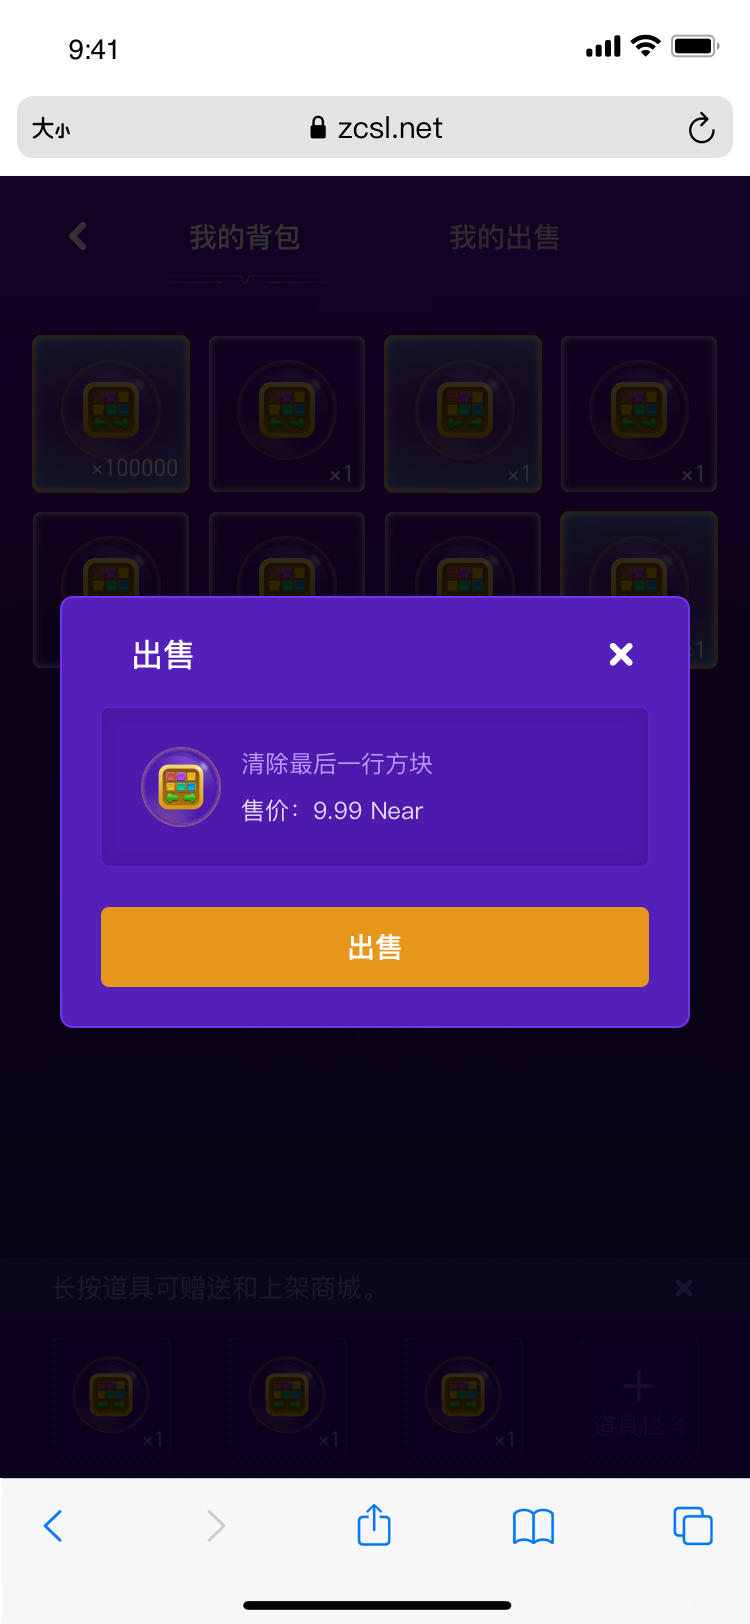 9:41
大小
zcsl.net
我的背包
我的出售
×100000
×1
×1
×1
×1
出售
清除最后一行方块
售价：9.99 Near
出售
长按道具可赠送和上架商城。
×1
×1
×1
道具栏 4